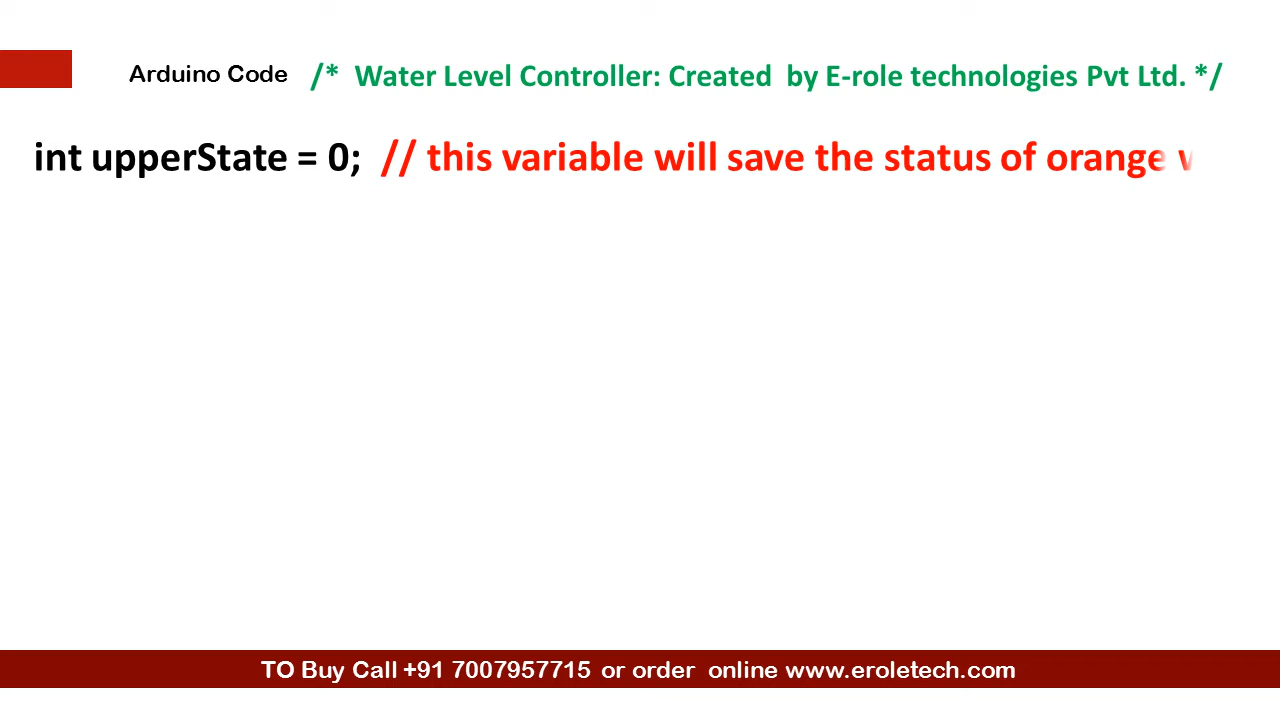 Arduino Code /* Water Level Controller: Created by E-role technologies Pvt Ltd. */
int upperState = 0; // this variable will save the status of orange
TO Buy Call +91 7007957715 or order online www.eroletech.com